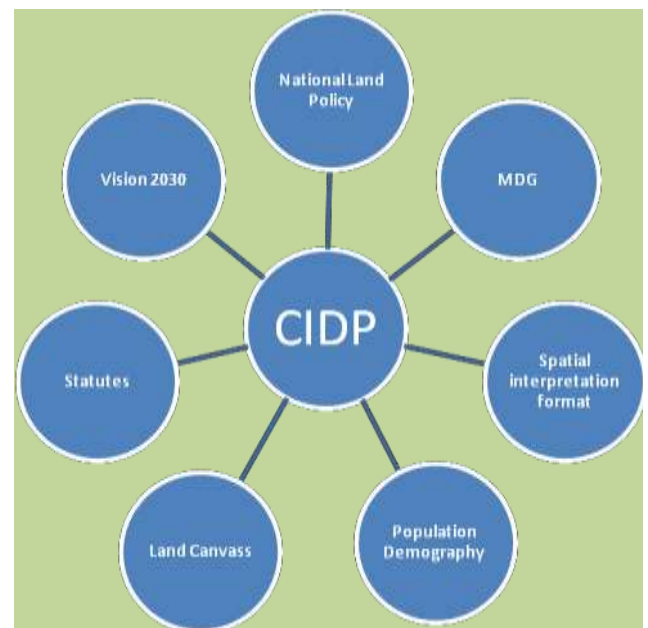 National Land
Policy
MDG
Spatial
interpretation
format
Population
Demography
Land Canvass
Statutes
Vision 2030
CIDP